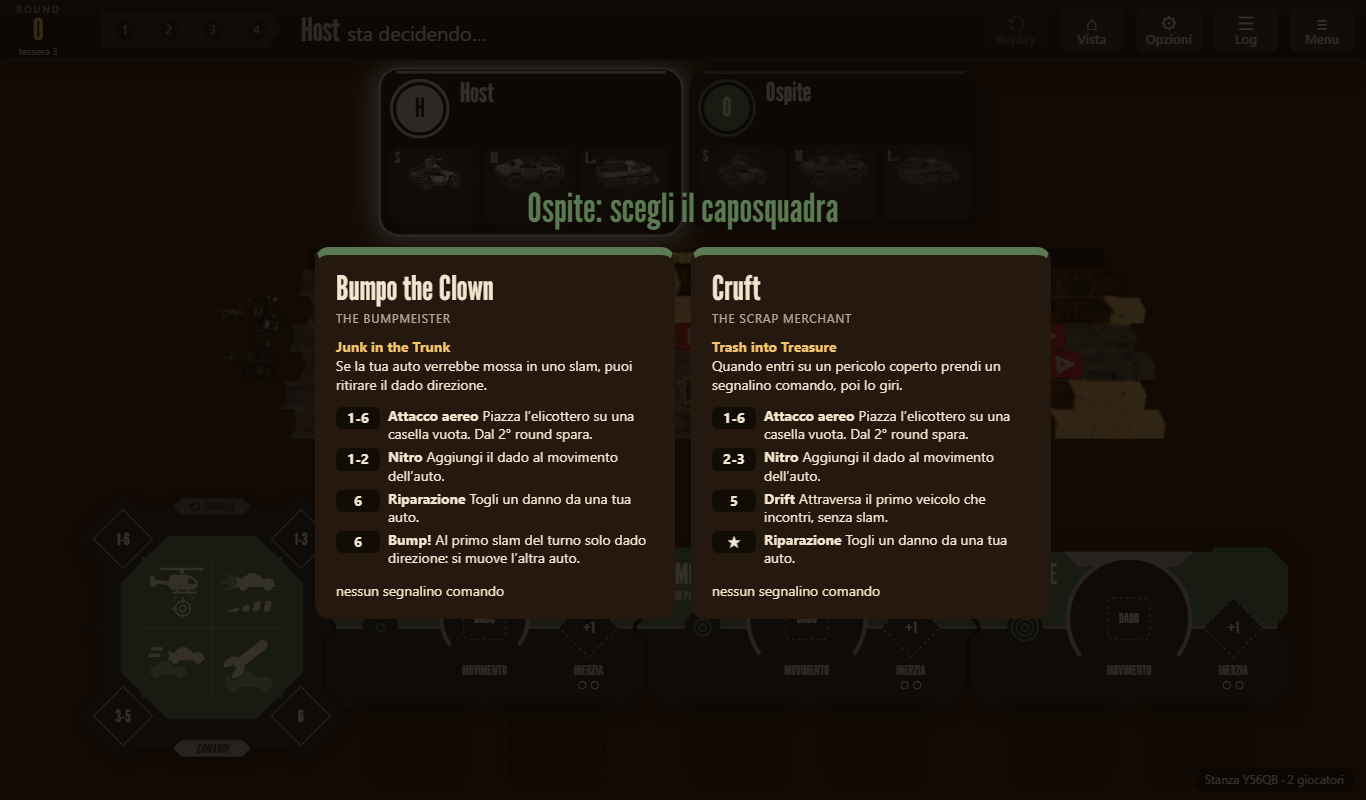 ROUND
0
tessera 3
1 2 3 4
Host sta decidendo...
Replay
Vista
Opzioni
Log
Menu
H
Host
S
M
L
O
Ospite
S
M
L
Ospite: scegli il caposquadra
Bumpo the Clown
THE BUMPMEISTER
Junk in the Trunk
Se la tua auto verrebbe mossa in uno slam, puoi
ritirare il dado direzione.
1-6 Attacco aereo Piazza l'elicottero su una
casella vuota. Dal 2° round spara.
1-2 Nitro Aggiungi il dado al movimento
dell'auto.
6 Riparazione Togli un danno da una tua
auto.
6 Bump! Al primo slam del turno solo dado
direzione: si muove l'altra auto.
nessun segnalino comando
Cruft
THE SCRAP MERCHANT
Trash into Treasure
Quando entri su un pericolo coperto prendi un
segnalino comando, poi lo giri.
1-6 Attacco aereo Piazza l'elicottero su una
casella vuota. Dal 2° round spara.
2-3 Nitro Aggiungi il dado al movimento
dell'auto.
5 Drift Attraversa il primo veicolo che
incontri, senza slam.
★ Riparazione Togli un danno da una tua
auto.
nessun segnalino comando
ANNULLA
1-6
1-3
3-5
6
COMANDI
DADO
+1
MOVIMENTO
INERZIA
DADO
+1
MOVIMENTO
INERZIA
DADO
+1
MOVIMENTO
INERZIA
Stanza Y56QB · 2 giocatori